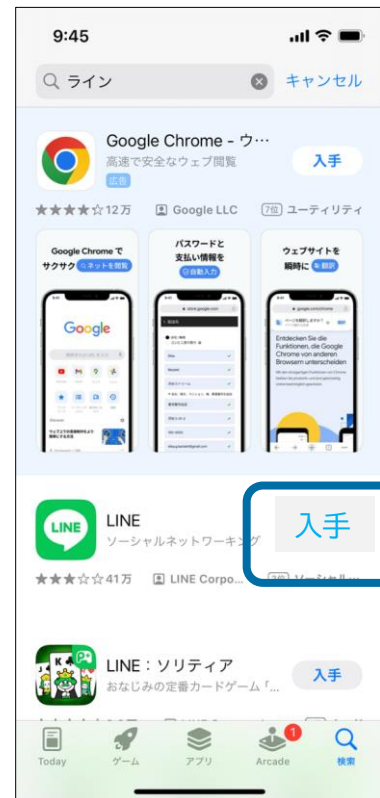 9:45
ライン
キャンセル
Google Chrome - ウ…
高速で安全なウェブ閲覧
広告
入手
★★★★☆12万
Google LLC
7位 ユーティリティ
Google Chrome で
サクサク ネットを閲覧
Google
パスワードと
支払い情報を
自動入力
ウェブサイトを
瞬時に 翻訳
Entdecken Sie die
Funktionen, die Google
Chrome von anderen
Browsern unterscheiden
LINE
LINE
ソーシャルネットワーキング
入手
★★★☆☆41万
LINE Corpo…
LINE：ソリティア
おなじみの定番カードゲーム「…
入手
Today
ゲーム
アプリ
Arcade
1
検索